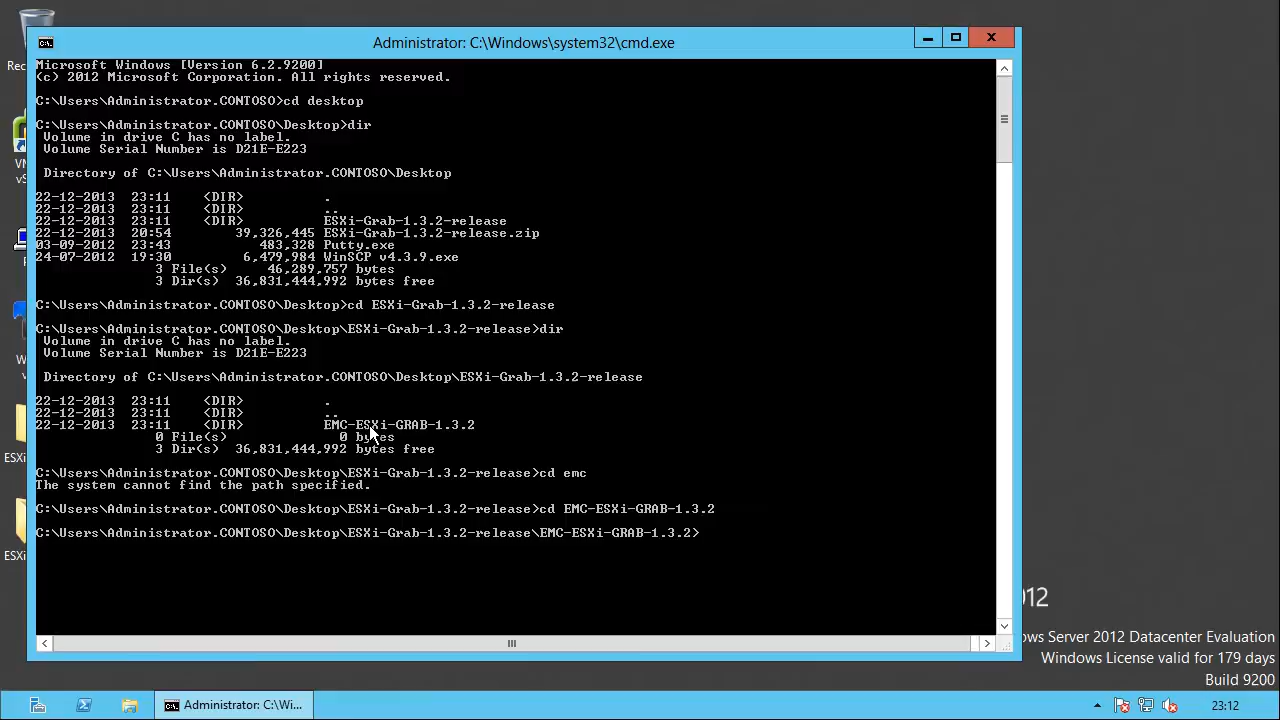 Administrator: C:\Windows\system32\cmd.exe
Microsoft Windows [Version 6.2.9200]
(c) 2012 Microsoft Corporation. All rights reserved.
C:\Users\Administrator.CONTOSO>cd desktop
C:\Users\Administrator.CONTOSO\Desktop>dir
Volume in drive C has no label.
Volume Serial Number is D21E-E223
Directory of C:\Users\Administrator.CONTOSO\Desktop
22-12-2013 23:11 <DIR> .
22-12-2013 23:11 <DIR> ..
22-12-2013 23:11 <DIR> ESXi-Grab-1.3.2-release
22-12-2013 20:54 39,326,445 ESXi-Grab-1.3.2-release.zip
03-09-2012 23:43 483,328 Putty.exe
24-07-2012 19:30 6,479,984 WinSCP v4.3.9.exe
3 File(s) 46,289,757 bytes
3 Dir(s) 36,831,444,992 bytes free
C:\Users\Administrator.CONTOSO\Desktop>cd ESXi-Grab-1.3.2-release
C:\Users\Administrator.CONTOSO\Desktop\ESXi-Grab-1.3.2-release>dir
Volume in drive C has no label.
Volume Serial Number is D21E-E223
Directory of C:\Users\Administrator.CONTOSO\Desktop\ESXi-Grab-1.3.2-release
22-12-2013 23:11 <DIR> .
22-12-2013 23:11 <DIR> ..
22-12-2013 23:11 <DIR> EMC-ESXi-GRAB-1.3.2
0 File(s) 0 bytes
3 Dir(s) 36,831,444,992 bytes free
C:\Users\Administrator.CONTOSO\Desktop\ESXi-Grab-1.3.2-release>cd emc
The system cannot find the path specified.
C:\Users\Administrator.CONTOSO\Desktop\ESXi-Grab-1.3.2-release>cd EMC-ESXi-GRAB-1.3.2
C:\Users\Administrator.CONTOSO\Desktop\ESXi-Grab-1.3.2-release\EMC-ESXi-GRAB-1.3.2>
Rec
VM
vS
W
v
ESXi
ESXi
012
ows Server 2012 Datacenter Evaluation
Windows License valid for 179 days
Build 9200
Administrator: C:\Wi...
23:12